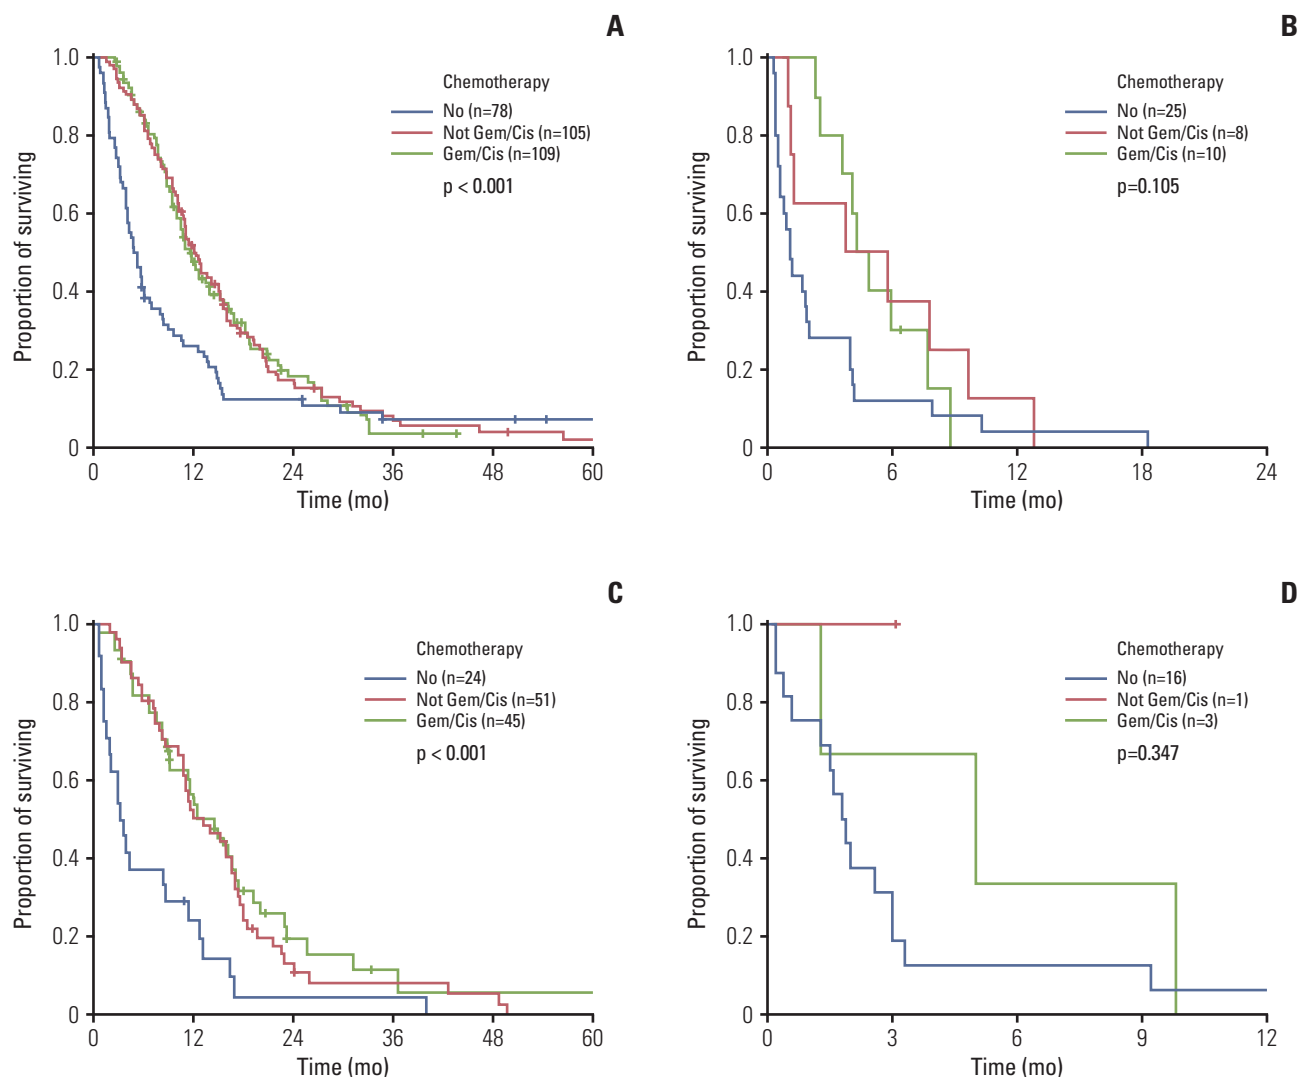 A
Proportion of surviving
1.0
0.8
0.6
0.4
0.2
0
0 12 24 36 48 60
Time (mo)
Chemotherapy
No (n=78)
Not Gem/Cis (n=105)
Gem/Cis (n=109)
p < 0.001
B
Proportion of surviving
1.0
0.8
0.6
0.4
0.2
0
0 6 12 18 24
Time (mo)
Chemotherapy
No (n=25)
Not Gem/Cis (n=8)
Gem/Cis (n=10)
p=0.105
C
Proportion of surviving
1.0
0.8
0.6
0.4
0.2
0
0 12 24 36 48 60
Time (mo)
Chemotherapy
No (n=24)
Not Gem/Cis (n=51)
Gem/Cis (n=45)
p < 0.001
D
Proportion of surviving
1.0
0.8
0.6
0.4
0.2
0
0 3 6 9 12
Time (mo)
Chemotherapy
No (n=16)
Not Gem/Cis (n=1)
Gem/Cis (n=3)
p=0.347